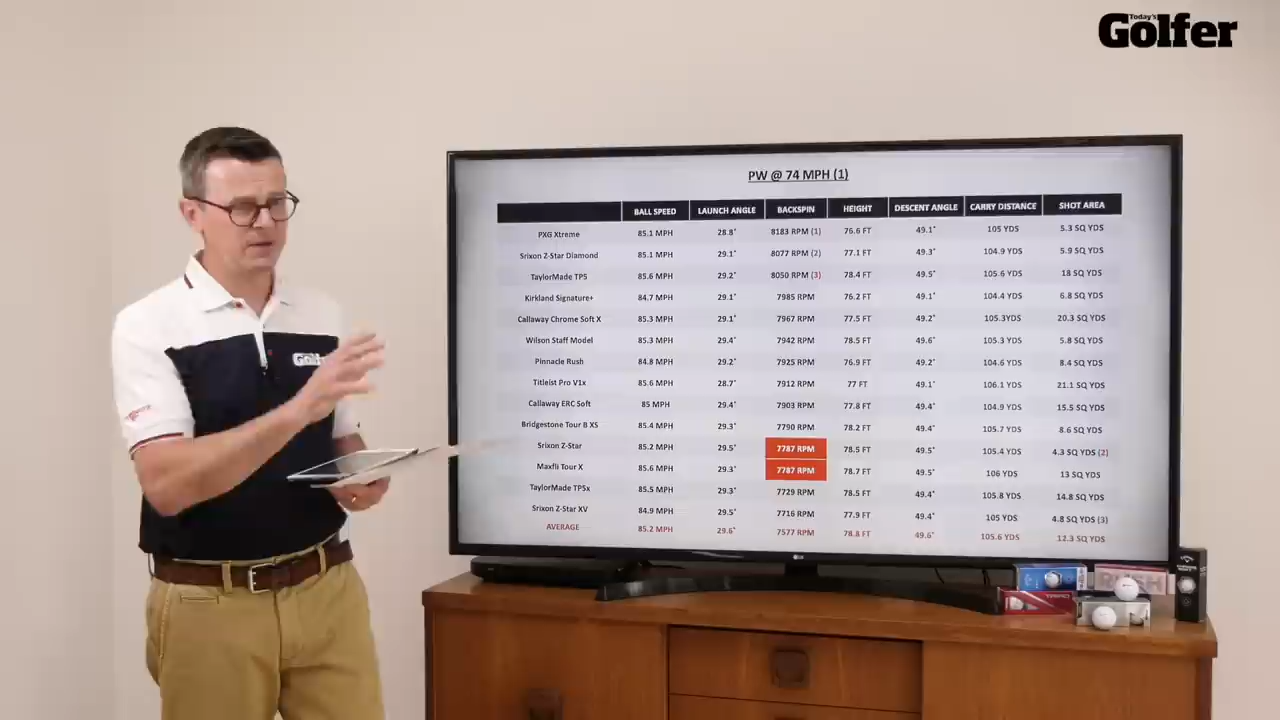 Today's
Golfer
PW @ 74 MPH (1)
BALL SPEED LAUNCH ANGLE BACKSPIN HEIGHT DESCENT ANGLE CARRY DISTANCE SHOT AREA
PXG Xtreme 85.1 MPH 28.8° 8183 RPM (1) 76.6 FT 49.1° 105 YDS 5.3 SQ YDS
Srixon Z-Star Diamond 85.1 MPH 29.1° 8077 RPM (2) 77.1 FT 49.3° 104.9 YDS 5.9 SQ YDS
TaylorMade TP5 85.6 MPH 29.2° 8050 RPM (3) 78.4 FT 49.5° 105.6 YDS 18 SQ YDS
Kirkland Signature+ 84.7 MPH 29.1° 7985 RPM 76.2 FT 49.1° 104.4 YDS 6.8 SQ YDS
Callaway Chrome Soft X 85.3 MPH 29.1° 7967 RPM 77.5 FT 49.2° 105.3YDS 20.3 SQ YDS
Wilson Staff Model 85.3 MPH 29.4° 7942 RPM 78.5 FT 49.6° 105.3 YDS 5.8 SQ YDS
Pinnacle Rush 84.8 MPH 29.2° 7925 RPM 76.9 FT 49.2° 104.6 YDS 8.4 SQ YDS
Titleist Pro V1x 85.6 MPH 28.7° 7912 RPM 77 FT 49.1° 106.1 YDS 21.1 SQ YDS
Callaway ERC Soft 85 MPH 29.4° 7903 RPM 77.8 FT 49.4° 104.9 YDS 15.5 SQ YDS
Bridgestone Tour B XS 85.4 MPH 29.3° 7790 RPM 78.2 FT 49.4° 105.7 YDS 8.6 SQ YDS
Srixon Z-Star 85.2 MPH 29.5° 7787 RPM 78.5 FT 49.5° 105.4 YDS 4.3 SQ YDS (2)
Maxfli Tour X 85.6 MPH 29.3° 7787 RPM 78.7 FT 49.5° 106 YDS 13 SQ YDS
TaylorMade TP5x 85.5 MPH 29.3° 7729 RPM 78.5 FT 49.4° 105.8 YDS 14.8 SQ YDS
Srixon Z-Star XV 84.9 MPH 29.5° 7716 RPM 77.9 FT 49.4° 105 YDS 4.8 SQ YDS (3)
AVERAGE 85.2 MPH 29.6° 7577 RPM 78.8 FT 49.6° 105.6 YDS 12.3 SQ YDS
Golfer
LG
RUSH
TRIAD